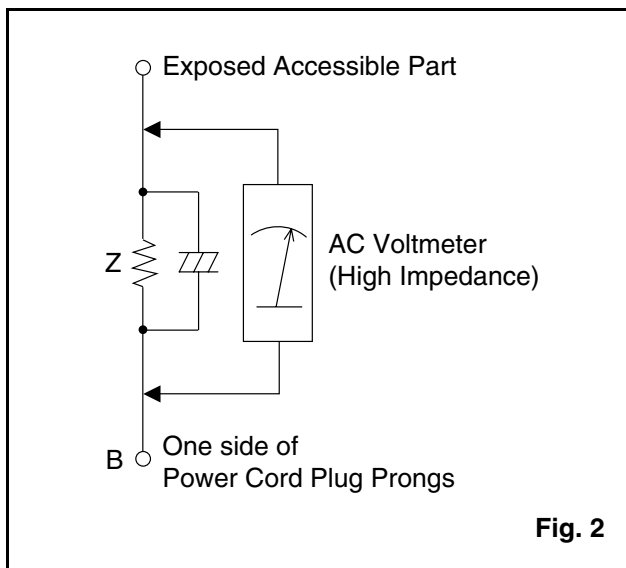 Exposed Accessible Part
Z
AC Voltmeter
(High Impedance)
B
One side of
Power Cord Plug Prongs
Fig. 2